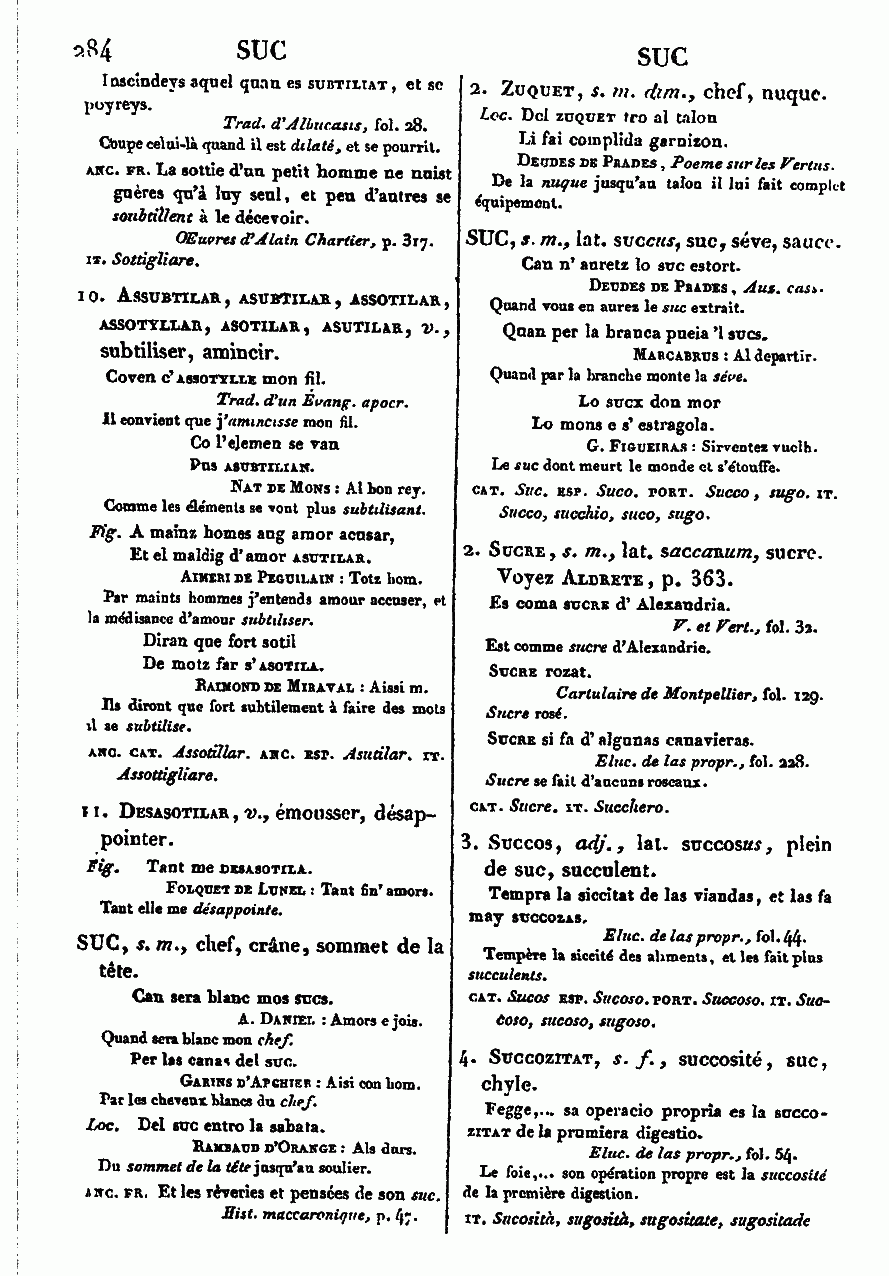 284 SUC
Inscindeys aquel quan es SUBTILIAT, et se
poyreys.
Trad. d'Albucasis, fol. 28.
Coupe celui-là quand il est dilaté, et se pourrit.
ANC. FR. La sottie d'un petit homme ne nuist
guères qu'à luy seul, et peu d'autres se
soubtillent à le décevoir.
Œuvres d'Alain Chartier, p. 317.
IT. Sottigliare.
10. ASSUBTILAR, ASUBTILAR, ASSOTILAR,
ASSOTYLLAR, ASOTILAR, ASUTILAR, v.,
subtiliser, amincir.
Coven c'ASSOTYLLE mon fil.
Trad. d'un Évang. apocr.
Il convient que j'amincisse mon fil.
Co l'elemen se van
Pus ASUBTILIAN.
NAT DE MONS : Al bon rey.
Comme les éléments se vont plus subtilisant.
Fig. A mainz homes aug amor acusar,
Et el maldig d'amor ASUTILAR.
AIMERI DE PEGUILAIN : Totz hom.
Par maints hommes j'entends amour accuser, et
la médisance d'amour subtiliser.
Diran que fort sotil
De motz far s'ASOTILA.
RAIMOND DE MIRAVAL : Aissi m.
Ils diront que fort subtilement à faire des mots
il se subtilise.
ANC. CAT. Assotillar. ANC. ESP. Asutilar. IT.
Assottigliare.
11. DESASOTILAR, v., émousser, désap-
pointer.
Fig. Tant me DESASOTILA.
FOLQUET DE LUNEL : Tant fin' amors.
Tant elle me désappointe.
SUC, s. m., chef, crâne, sommet de la
tête.
Can sera blanc mos SUCS.
A. DANIEL : Amors e jois.
Quand sera blanc mon chef.
Per las canas del SUC.
GARINS D'APCHIER : Aisi con hom.
Par les cheveux blancs du chef.
Loc. Del SUC entro la sabata.
RAMBAUD D'ORANGE : Als durs.
Du sommet de la tête jusqu'au soulier.
ANC. FR. Et les rêveries et pensées de son suc.
Hist. maccaronique, p. 47.
SUC
2. ZUQUET, s. m. dim., chef, nuque.
Loc. Del ZUQUET tro al talon
Li fai complida garnizon.
DEUDES DE PRADES, Poeme sur les Vertus.
De la nuque jusqu'au talon il lui fait complet
équipement.
SUC, s. m., lat. succus, suc, séve, sauce.
Can n' auretz lo SUC estort.
DEUDES DE PRADES, Aus. cass.
Quand vous en aurez le suc extrait.
Quan per la branca pueia 'l SUCS.
MARCABRUS : Al departir.
Quand par la branche monte la séve.
Lo SUCX don mor
Lo mons e s' estragola.
G. FIGUEIRAS : Sirventez vuelh.
Le suc dont meurt le monde et s'étouffe.
CAT. Suc. ESP. Suco. PORT. Succo, sugo. IT.
Succo, succhio, suco, sugo.
2. SUCRE, s. m., lat. saccarum, sucre.
Voyez ALDRETE, p. 363.
Es coma SUCRE d' Alexandria.
V. et Vert., fol. 32.
Est comme sucre d'Alexandrie.
SUCRE rozat.
Cartulaire de Montpellier, fol. 129.
Sucre rosé.
SUCRE si fa d' algunas canavieras.
Eluc. de las propr., fol. 228.
Sucre se fait d'aucuns roseaux.
CAT. Sucre. IT. Succhero.
3. SUCCOS, adj., lat. succosus, plein
de suc, succulent.
Tempra la siccitat de las viandas, et las fa
may SUCCOZAS.
Eluc. de las propr., fol. 44.
Tempère la siccité des aliments, et les fait plus
succulents.
CAT. Sucos ESP. Sucoso. PORT. Succoso. IT. Suc-
coso, sucoso, sugoso.
4. SUCCOZITAT, s. f., succosité, suc,
chyle.
Fegge,... sa operacio propria es la SUCCO-
ZITAT de la prumiera digestio.
Eluc. de las propr., fol. 54.
Le foie,... son opération propre est la succosité
de la première digestion.
IT. Sucosità, sugosità, sugositate, sugositade